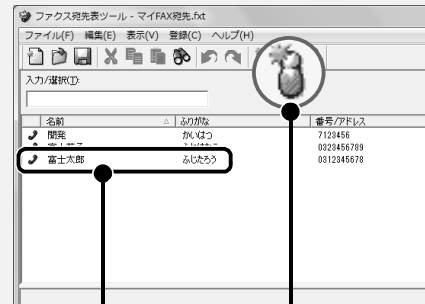 ファクス宛先表ツール - マイFAX宛先.fxt
ファイル(F) 編集(E) 表示(V) 登録(C) ヘルプ(H)
入力/選択(T):
名前 ふりがな 番号/アドレス
開発 かいはつ 7123456
0323456789
富士太郎 ふじたろう 0312345678